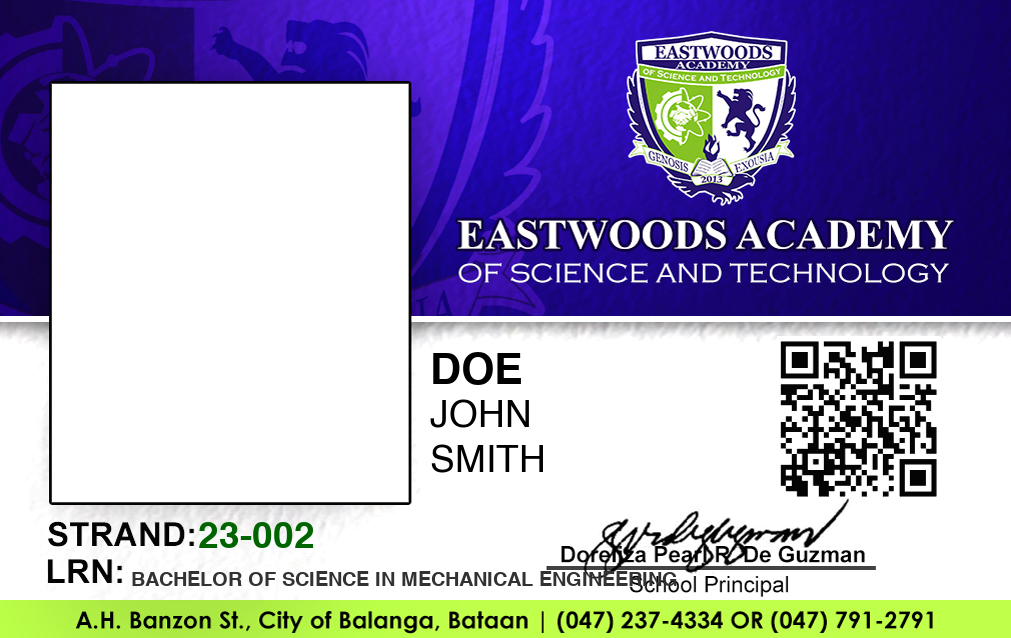 EASTWOODS
ACADEMY
OF SCIENCE AND TECHNOLOGY
GENOSIS EXOUSIA
2013
EASTWOODS ACADEMY
OF SCIENCE AND TECHNOLOGY
DOE
JOHN
SMITH
STRAND:23-002
LRN: BACHELOR OF SCIENCE IN MECHANICAL ENGINEERING
Dorefiza Pearl R. De Guzman
School Principal
A.H. Banzon St., City of Balanga, Bataan | (047) 237-4334 OR (047) 791-2791